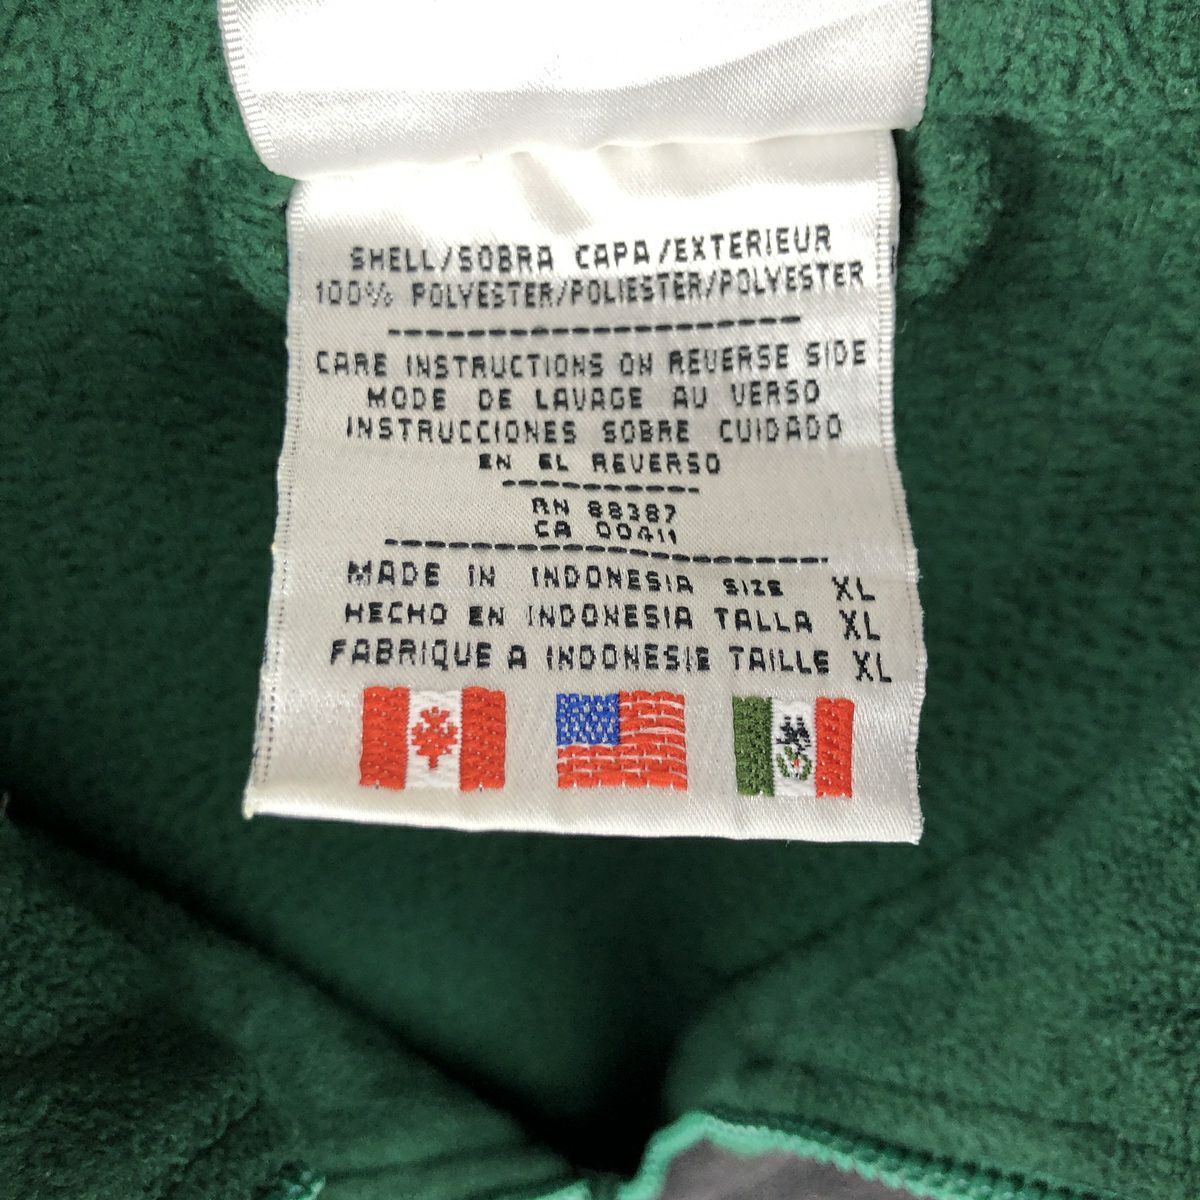 SHELL/SOBRA CAPA/EXTERIEUR
100% POLYESTER/POLIESTER/POLYESTER
CARE INSTRUCTIONS ON REVERSE SIDE
MODE DE LAVAGE AU VERSO
INSTRUCCIONES SOBRE CUIDADO
EN EL REVERSO
RN 88387
CA 00411
MADE IN INDONESIA SIZE XL
HECHO EN INDONESIA TALLA XL
FABRIQUE A INDONESIE TAILLE XL